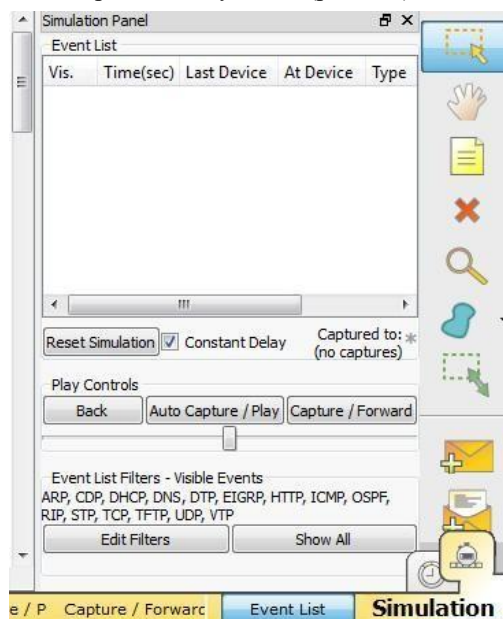 Simulation Panel
Event List
Vis. Time(sec) Last Device At Device Type
Reset Simulation Constant Delay Captured to: *
(no captures)
Play Controls
Back Auto Capture / Play Capture / Forward
Event List Filters - Visible Events
ARP, CDP, DHCP, DNS, DTP, EIGRP, HTTP, ICMP, OSPF,
RIP, STP, TCP, TFTP, UDP, VTP
Edit Filters Show All
e / P Capture / Forward Event List Simulation